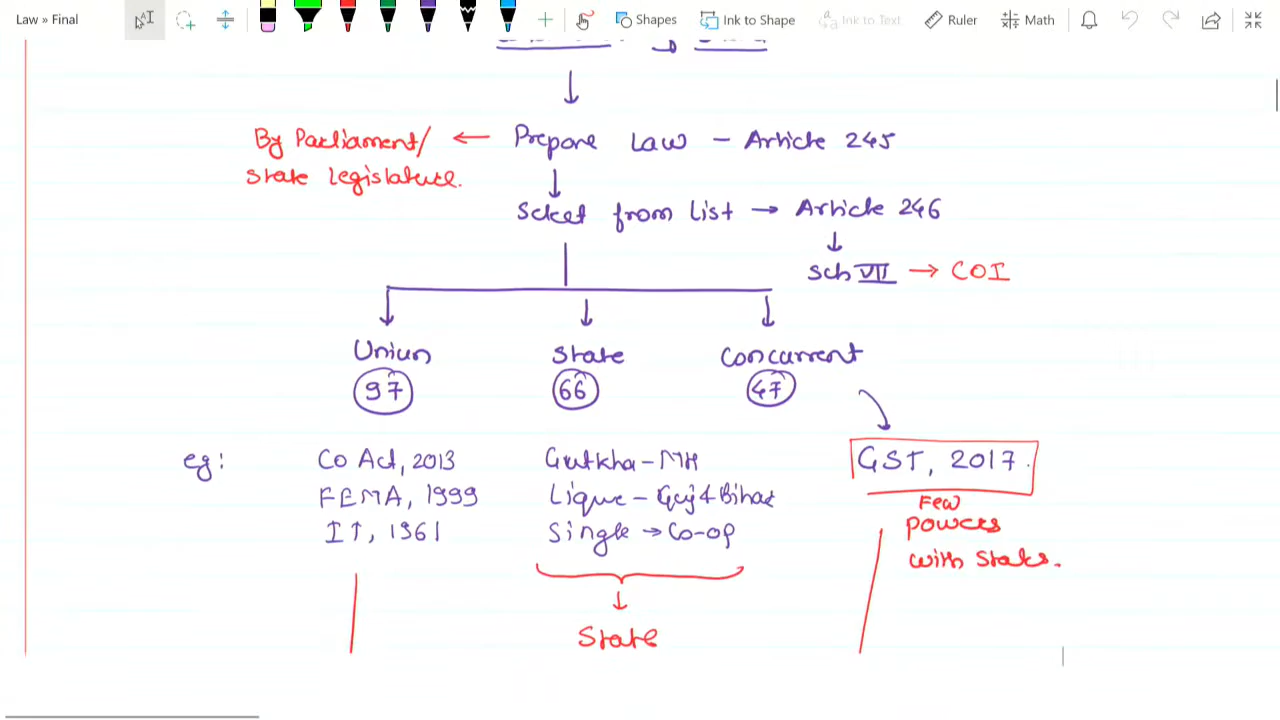 Law » Final
Shapes
Ink to Shape
Ink to Text
Ruler
Math
By Parliament/ ← Prepare Law – Article 245
State legislature.
Select from List → Article 246
Sch VII → COI
Union State Concurrent
97 66 47
eg: Co Act, 2013 Gutkha – MH GST, 2017.
FEMA, 1999 Lique – Guj & Bihar Few
IT, 1961 Single → Co-op powers
with States.
State